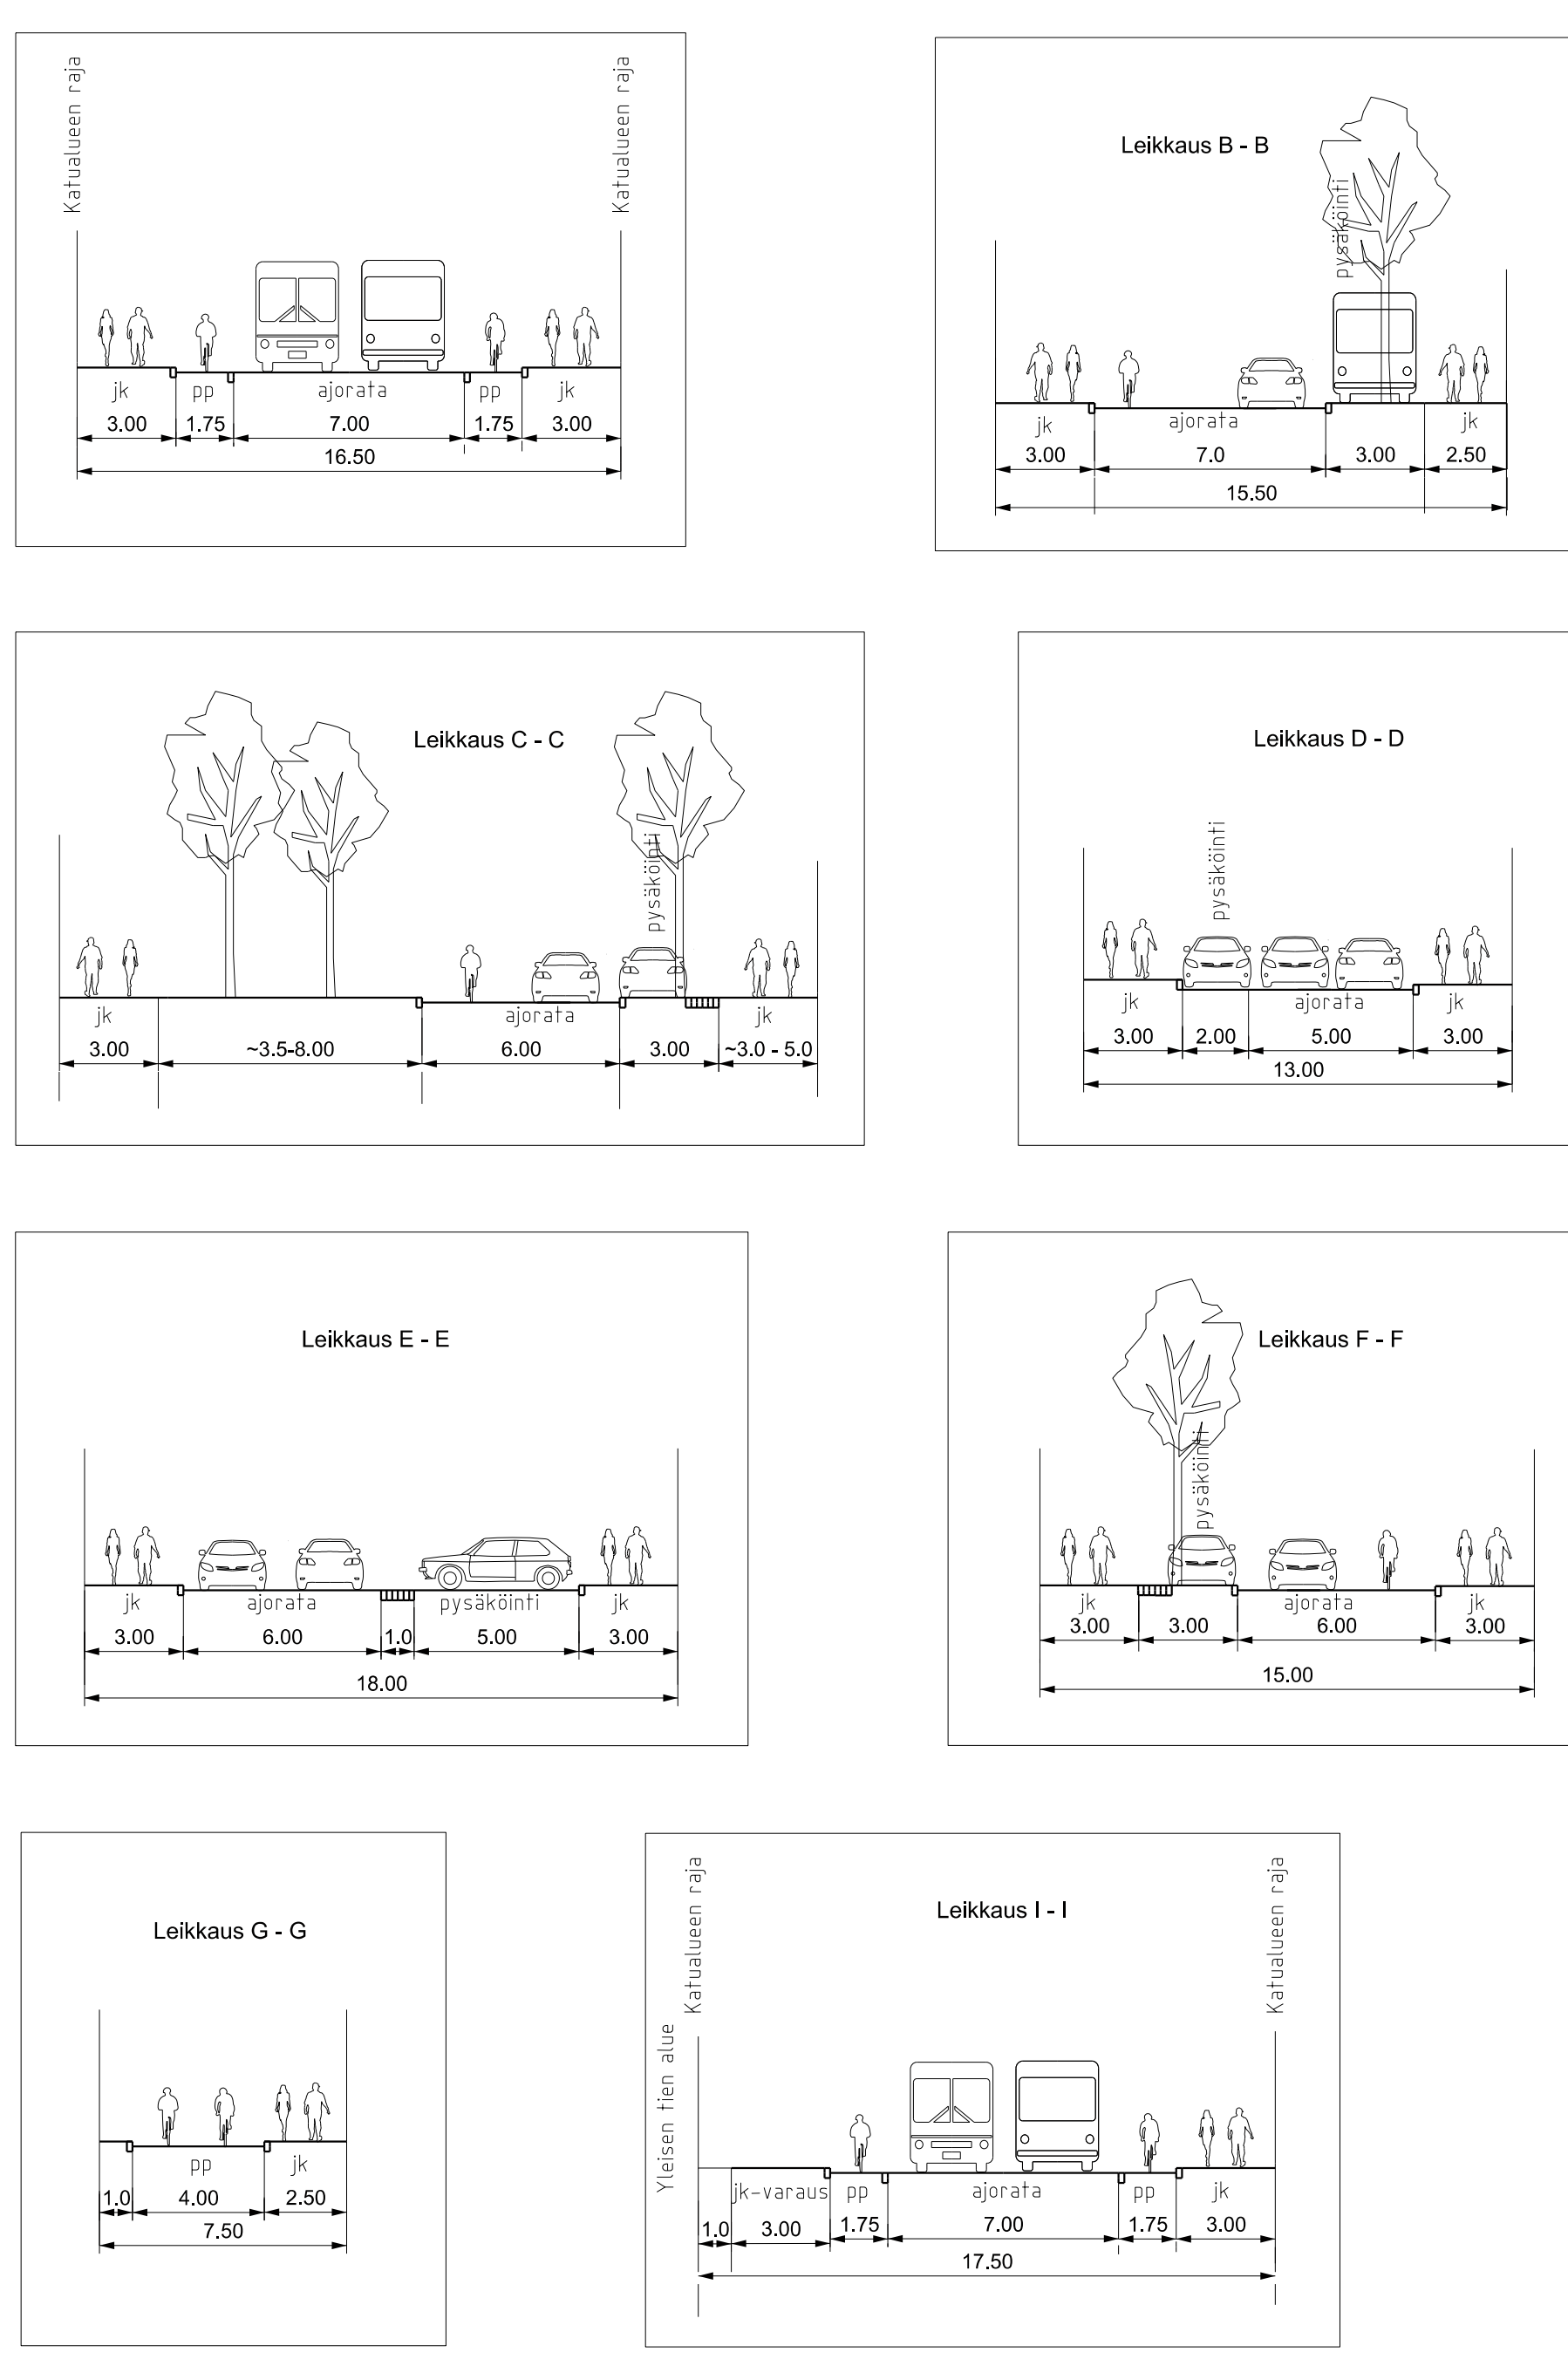 Katualueen raja
Katualueen raja
jk pp ajorata pp jk
3.00 1.75 7.00 1.75 3.00
16.50
Leikkaus B - B
pysäköinti
jk ajorata jk
3.00 7.0 3.00 2.50
15.50
Leikkaus C - C
pysäköinti
jk ajorata jk
3.00 ~3.5-8.00 6.00 3.00 ~3.0 - 5.0
Leikkaus D - D
pysäköinti
jk ajorata jk
3.00 2.00 5.00 3.00
13.00
Leikkaus E - E
jk ajorata pysäköinti jk
3.00 6.00 1.0 5.00 3.00
18.00
Leikkaus F - F
pysäköinti
jk ajorata jk
3.00 3.00 6.00 3.00
15.00
Leikkaus G - G
pp jk
1.0 4.00 2.50
7.50
Yleisen tien alue
Katualueen raja
Leikkaus I - I
Katualueen raja
jk-varaus pp ajorata pp jk
1.0 3.00 1.75 7.00 1.75 3.00
17.50